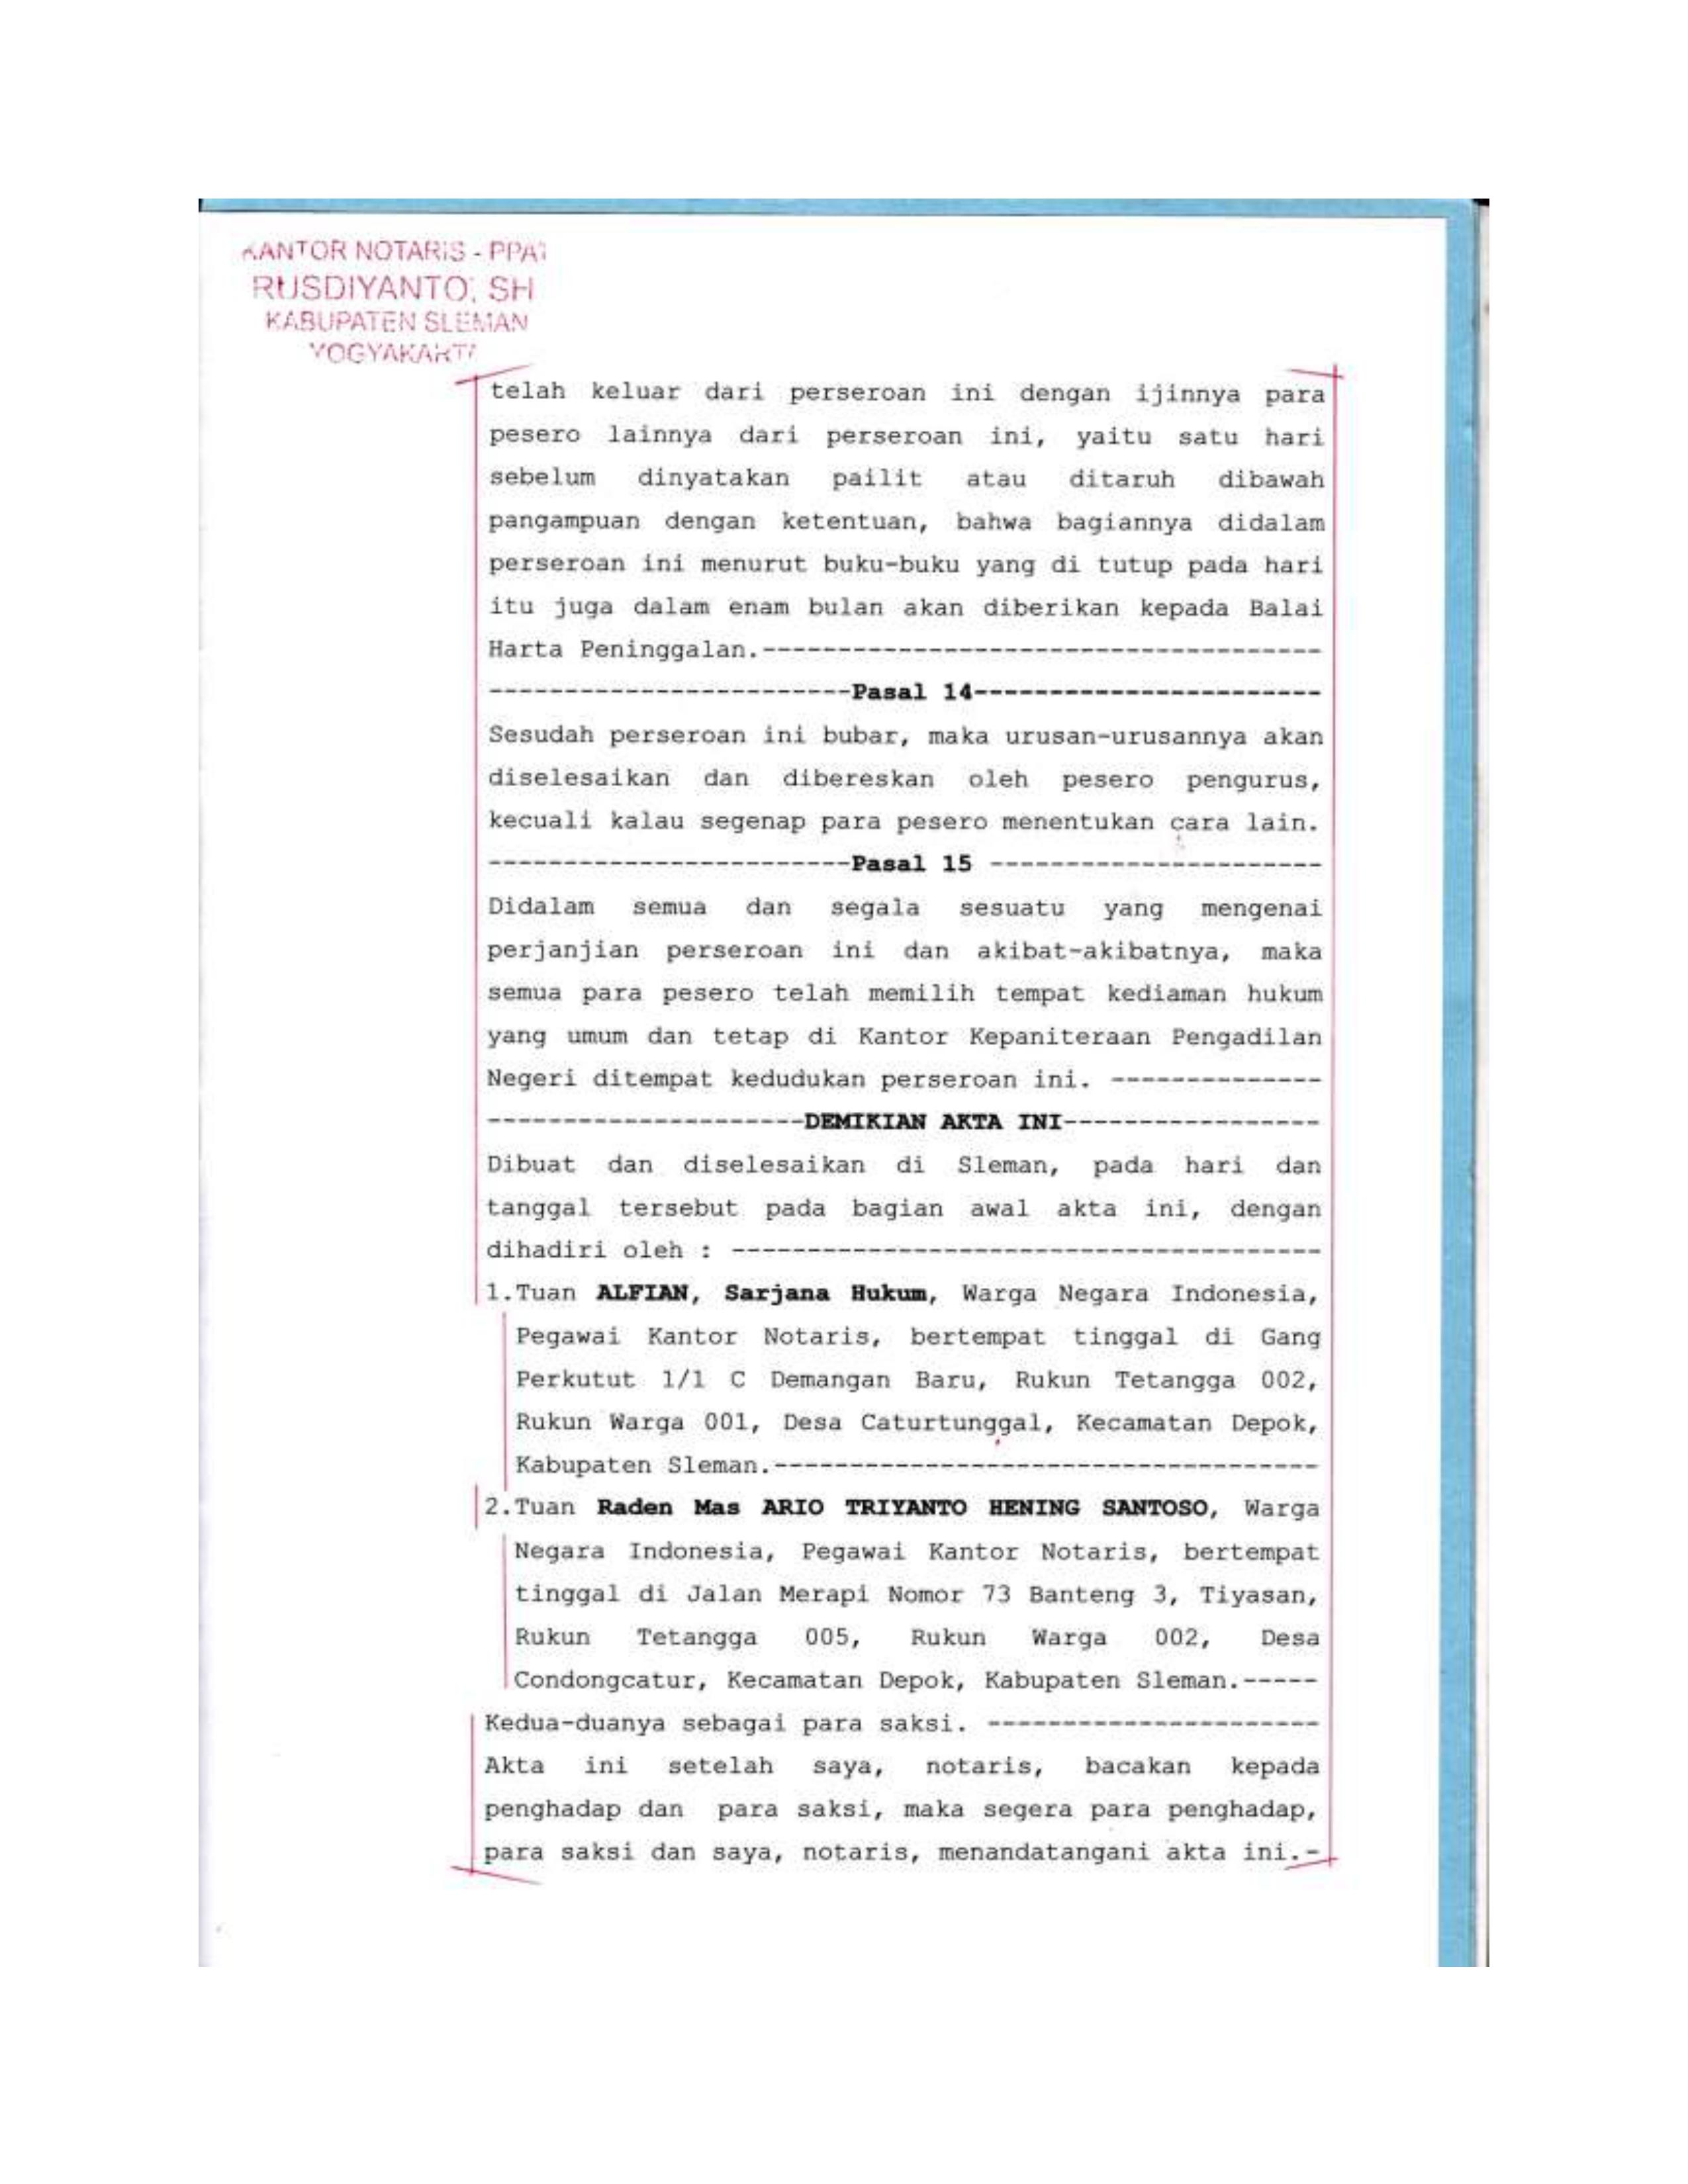 KANTOR NOTARIS - PPAT
RUSDIYANTO, SH
KABUPATEN SLEMAN
YOGYAKARTA
telah keluar dari perseroan ini dengan ijinnya para
pesero lainnya dari perseroan ini, yaitu satu hari
sebelum dinyatakan pailit atau ditaruh dibawah
pangampuan dengan ketentuan, bahwa bagiannya didalam
perseroan ini menurut buku-buku yang di tutup pada hari
itu juga dalam enam bulan akan diberikan kepada Balai
Harta Peninggalan.-------------------------------------
------------------------Pasal 14-----------------------
Sesudah perseroan ini bubar, maka urusan-urusannya akan
diselesaikan dan dibereskan oleh pesero pengurus,
kecuali kalau segenap para pesero menentukan cara lain.
------------------------Pasal 15 ----------------------
Didalam semua dan segala sesuatu yang mengenai
perjanjian perseroan ini dan akibat-akibatnya, maka
semua para pesero telah memilih tempat kediaman hukum
yang umum dan tetap di Kantor Kepaniteraan Pengadilan
Negeri ditempat kedudukan perseroan ini. --------------
---------------------DEMIKIAN AKTA INI-----------------
Dibuat dan diselesaikan di Sleman, pada hari dan
tanggal tersebut pada bagian awal akta ini, dengan
dihadiri oleh : ---------------------------------------
1.Tuan ALFIAN, Sarjana Hukum, Warga Negara Indonesia,
Pegawai Kantor Notaris, bertempat tinggal di Gang
Perkutut 1/1 C Demangan Baru, Rukun Tetangga 002,
Rukun Warga 001, Desa Caturtunggal, Kecamatan Depok,
Kabupaten Sleman.------------------------------------
2.Tuan Raden Mas ARIO TRIYANTO HENING SANTOSO, Warga
Negara Indonesia, Pegawai Kantor Notaris, bertempat
tinggal di Jalan Merapi Nomor 73 Banteng 3, Tiyasan,
Rukun Tetangga 005, Rukun Warga 002, Desa
Condongcatur, Kecamatan Depok, Kabupaten Sleman.-----
Kedua-duanya sebagai para saksi. ----------------------
Akta ini setelah saya, notaris, bacakan kepada
penghadap dan para saksi, maka segera para penghadap,
para saksi dan saya, notaris, menandatangani akta ini.-